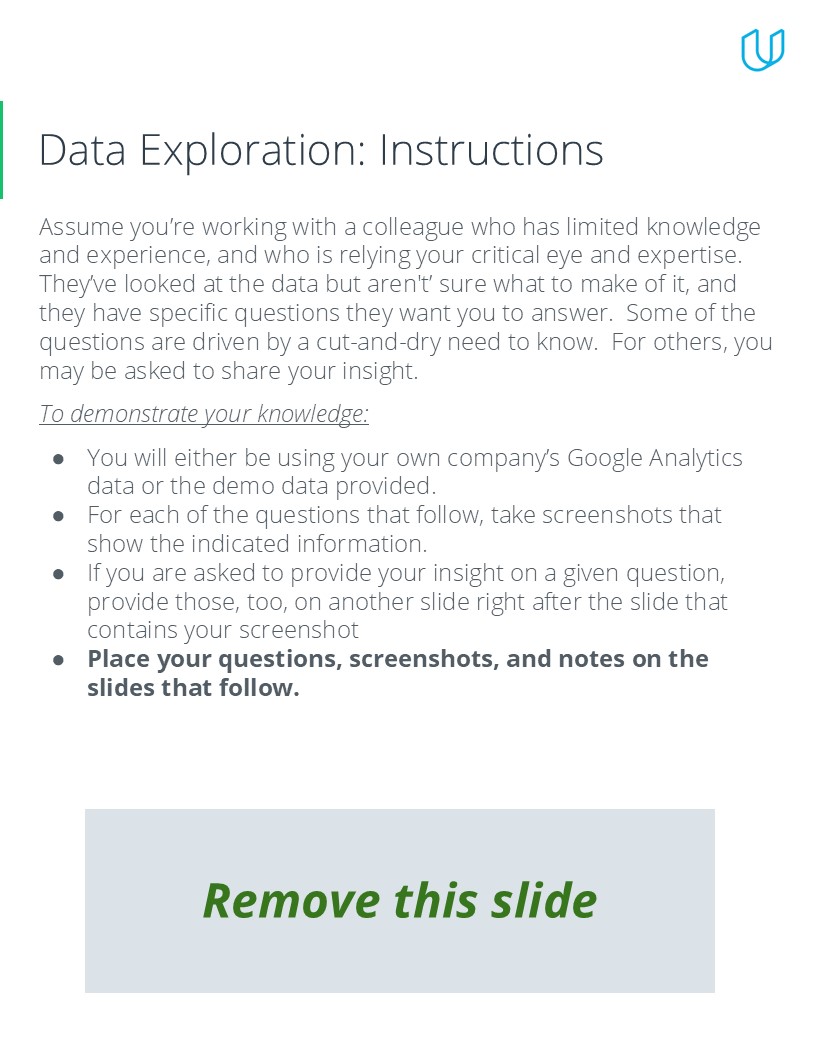 Data Exploration: Instructions
Assume you’re working with a colleague who has limited knowledge
and experience, and who is relying your critical eye and expertise.
They’ve looked at the data but aren't’ sure what to make of it, and
they have specific questions they want you to answer.  Some of the
questions are driven by a cut-and-dry need to know.  For others, you
may be asked to share your insight.
To demonstrate your knowledge:
● You will either be using your own company’s Google Analytics
data or the demo data provided.
● For each of the questions that follow, take screenshots that
show the indicated information.
● If you are asked to provide your insight on a given question,
provide those, too, on another slide right after the slide that
contains your screenshot
● Place your questions, screenshots, and notes on the
slides that follow.
Remove this slide